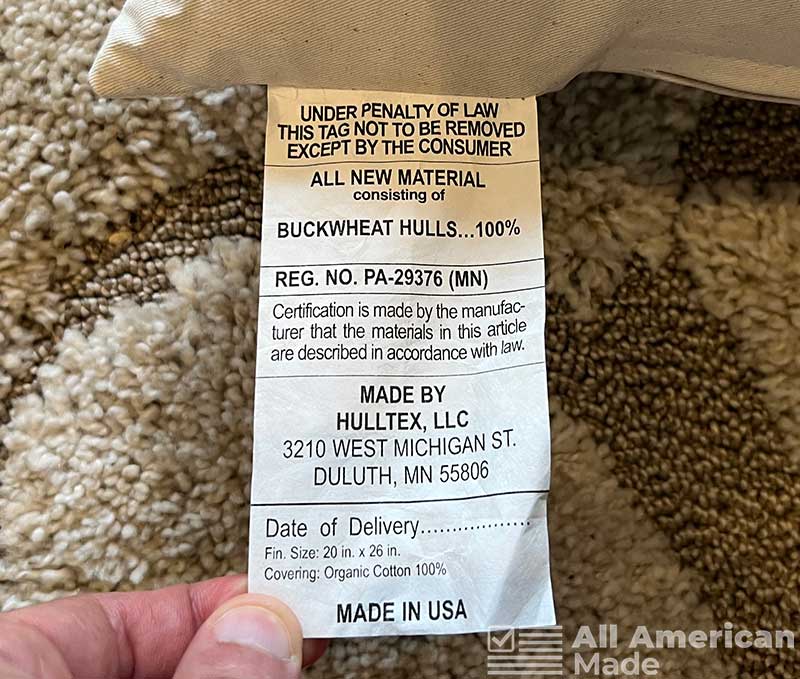 UNDER PENALTY OF LAW
THIS TAG NOT TO BE REMOVED
EXCEPT BY THE CONSUMER
ALL NEW MATERIAL
consisting of
BUCKWHEAT HULLS...100%
REG. NO. PA-29376 (MN)
Certification is made by the manufac-
turer that the materials in this article
are described in accordance with law.
MADE BY
HULLTEX, LLC
3210 WEST MICHIGAN ST.
DULUTH, MN 55806
Date of Delivery..................
Fin. Size: 20 in. x 26 in.
Covering: Organic Cotton 100%
MADE IN USA
All American
Made